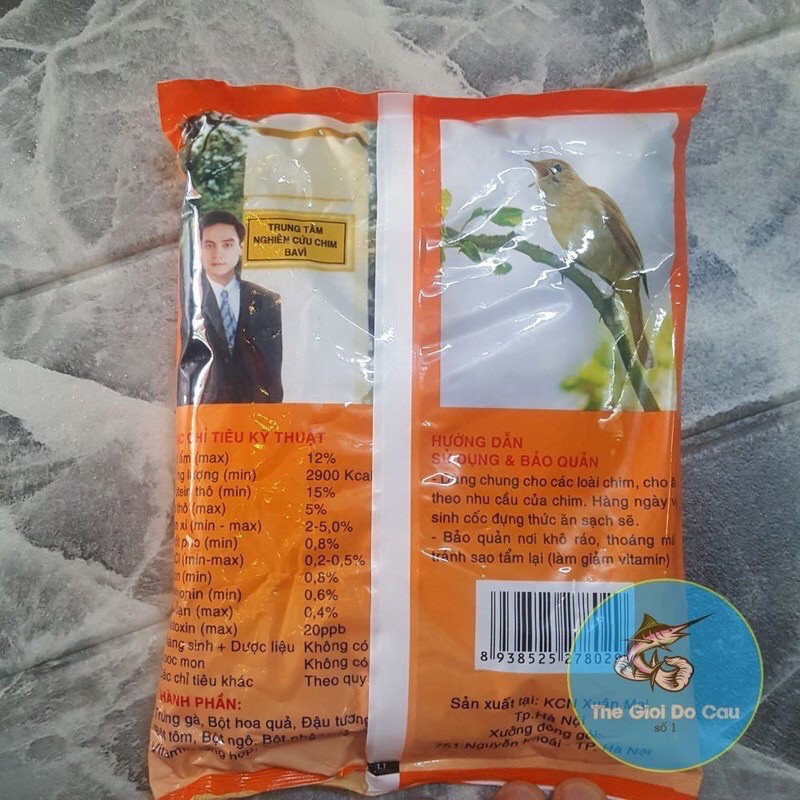 TRUNG TÂM
NGHIÊN CỨU CHIM
BAVÌ
CHỈ TIÊU KỸ THUẬT
ẩm (max) 12%
lượng (min) 2900 Kcal
thô (min) 15%
thô (max) 5%
xi (min - max) 2-5,0%
(min) 0,8%
(min-max) 0,2-0,5%
(min) 0,8%
(min) 0,6%
(max) 0,4%
(max) 20ppb
sinh + Dược liệu Không có
mon Không có
chỉ tiêu khác Theo quy
THÀNH PHẦN:
Trứng gà, Bột hoa quả, Đậu tương
tôm, Bột ngô, Bột
HƯỚNG DẪN
SỬ DỤNG & BẢO QUẢN
- Dùng chung cho các loài chim, cho
theo nhu cầu của chim. Hàng ngày
sinh cốc đựng thức ăn sạch sẽ.
- Bảo quản nơi khô ráo, thoáng
tránh sao tẩm lại (làm giảm vitamin)
8 938525 27802
Sản xuất tại: KCN Xuân Mai
Tp.Hà Nội
Xưởng đóng gói
751 Nguyễn Khoái - TP. Hà Nội
The Gioi Do Cau
số 1